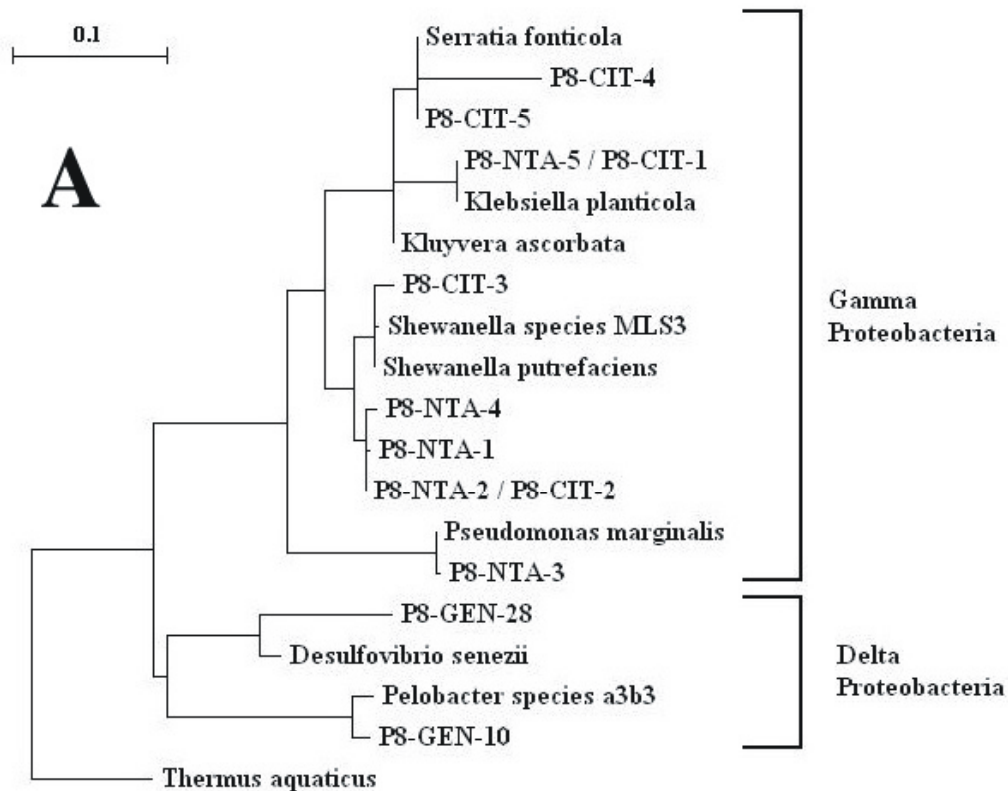 0.1
A
Serratia fonticola
P8-CIT-4
P8-CIT-5
P8-NTA-5 / P8-CIT-1
Klebsiella planticola
Kluyvera ascorbata
P8-CIT-3
Shewanella species MLS3
Shewanella putrefaciens
P8-NTA-4
P8-NTA-1
P8-NTA-2 / P8-CIT-2
Pseudomonas marginalis
P8-NTA-3
Gamma
Proteobacteria
P8-GEN-28
Desulfovibrio senezii
Pelobacter species a3b3
P8-GEN-10
Delta
Proteobacteria
Thermus aquaticus